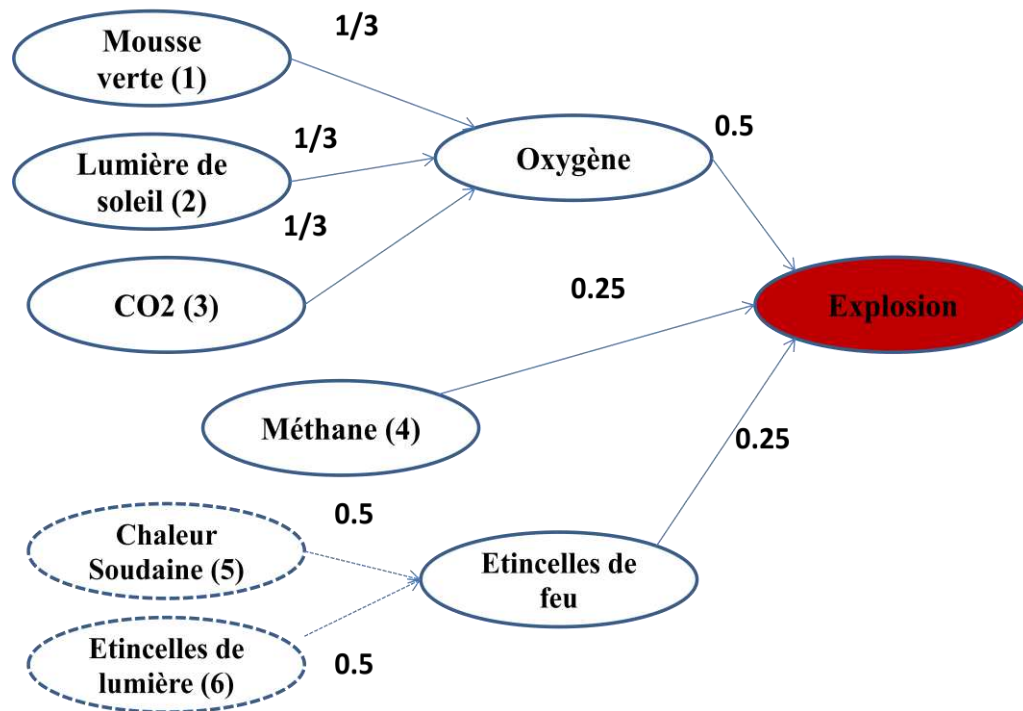 1/3
Mousse
verte (1)
1/3
0.5
Oxygène
Lumière de
soleil (2)
1/3
0.25
CO2 (3)
Explosion
Méthane (4)
0.25
0.5
Chaleur
Soudaine (5)
Etincelles de
feu
Etincelles de
lumière (6)
0.5